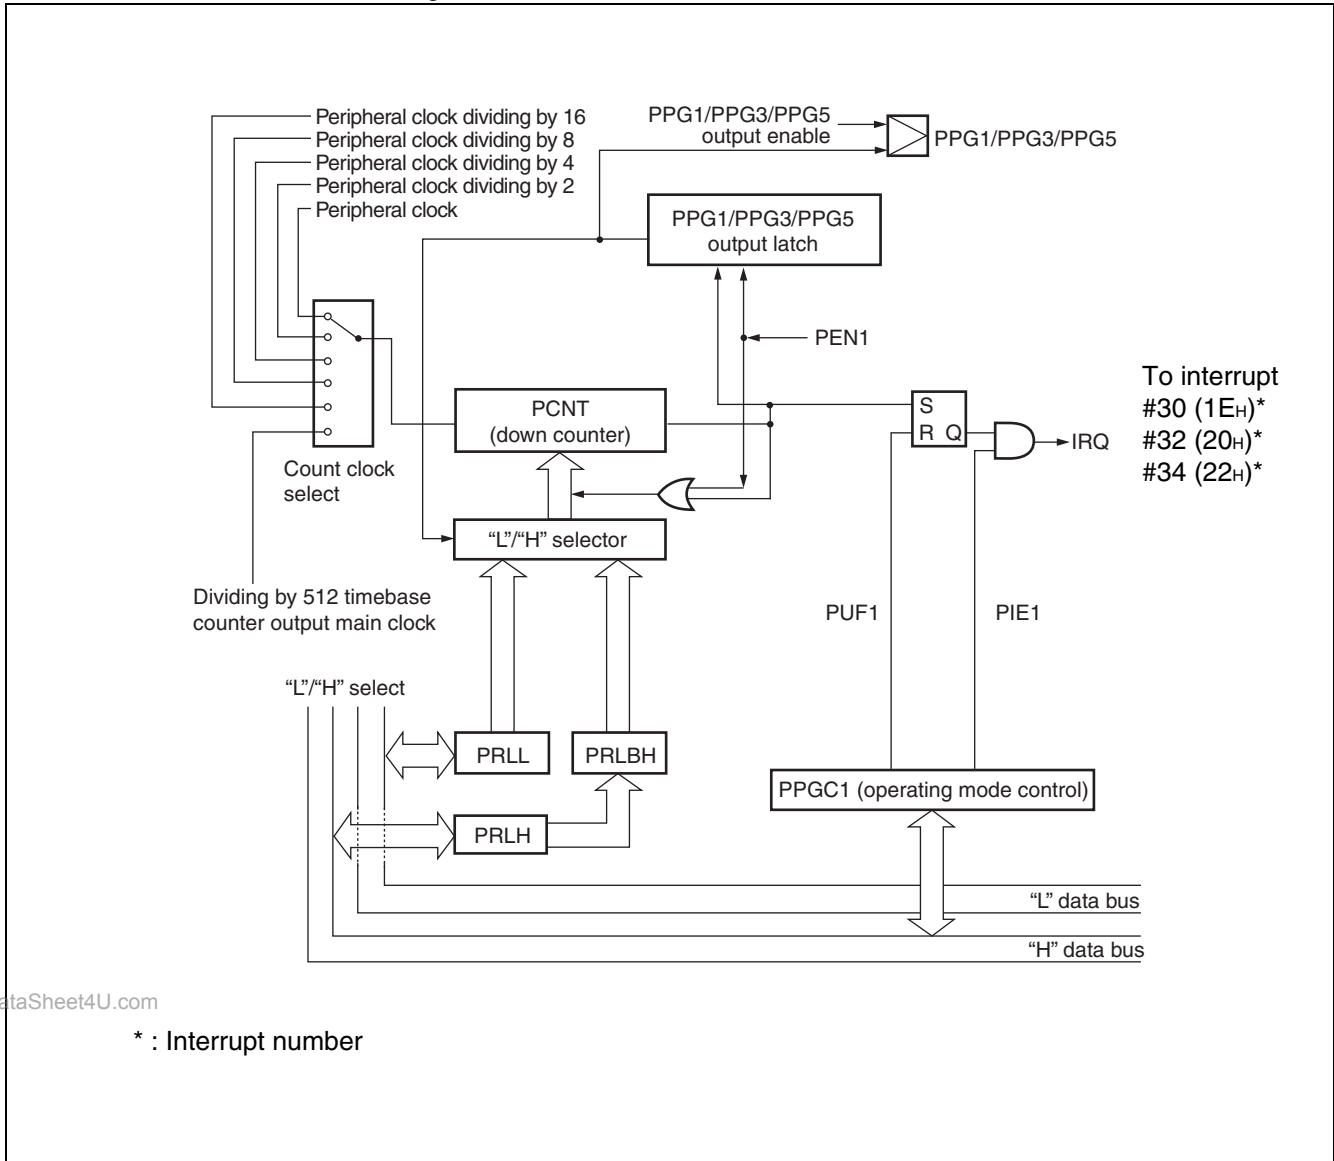 Peripheral clock dividing by 16
Peripheral clock dividing by 8
Peripheral clock dividing by 4
Peripheral clock dividing by 2
Peripheral clock
PPG1/PPG3/PPG5
output enable
PPG1/PPG3/PPG5
PPG1/PPG3/PPG5
output latch
PEN1
PCNT
(down counter)
S
R Q
IRQ
To interrupt
#30 (1EH)*
#32 (20H)*
#34 (22H)*
Count clock
select
“L”/“H” selector
Dividing by 512 timebase
counter output main clock
PUF1
PIE1
“L”/“H” select
PRLL
PRLBH
PPGC1 (operating mode control)
PRLH
“L” data bus
“H” data bus
ataSheet4U.com
* : Interrupt number